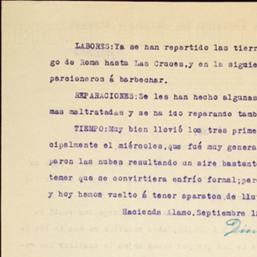 LABORES:Ya se han repartido las tierr
go de Roma hasta Las Cruces,y en la siguie
parcioneros á barbechar.
REPARACIONES:Se les han hecho algunas
mas maltratadas y se ha ido reparando tamb
TIEMPO:Muy bien llovió los tres prime
cipalmente el miércoles,que fué muy genera
paron las nubes resultando un aire bastant
temer que se convirtiera enfrío formal;per
y hoy hemos vuelto á tener aparatos de llu
Hacienda Alamo.Septiembre 1